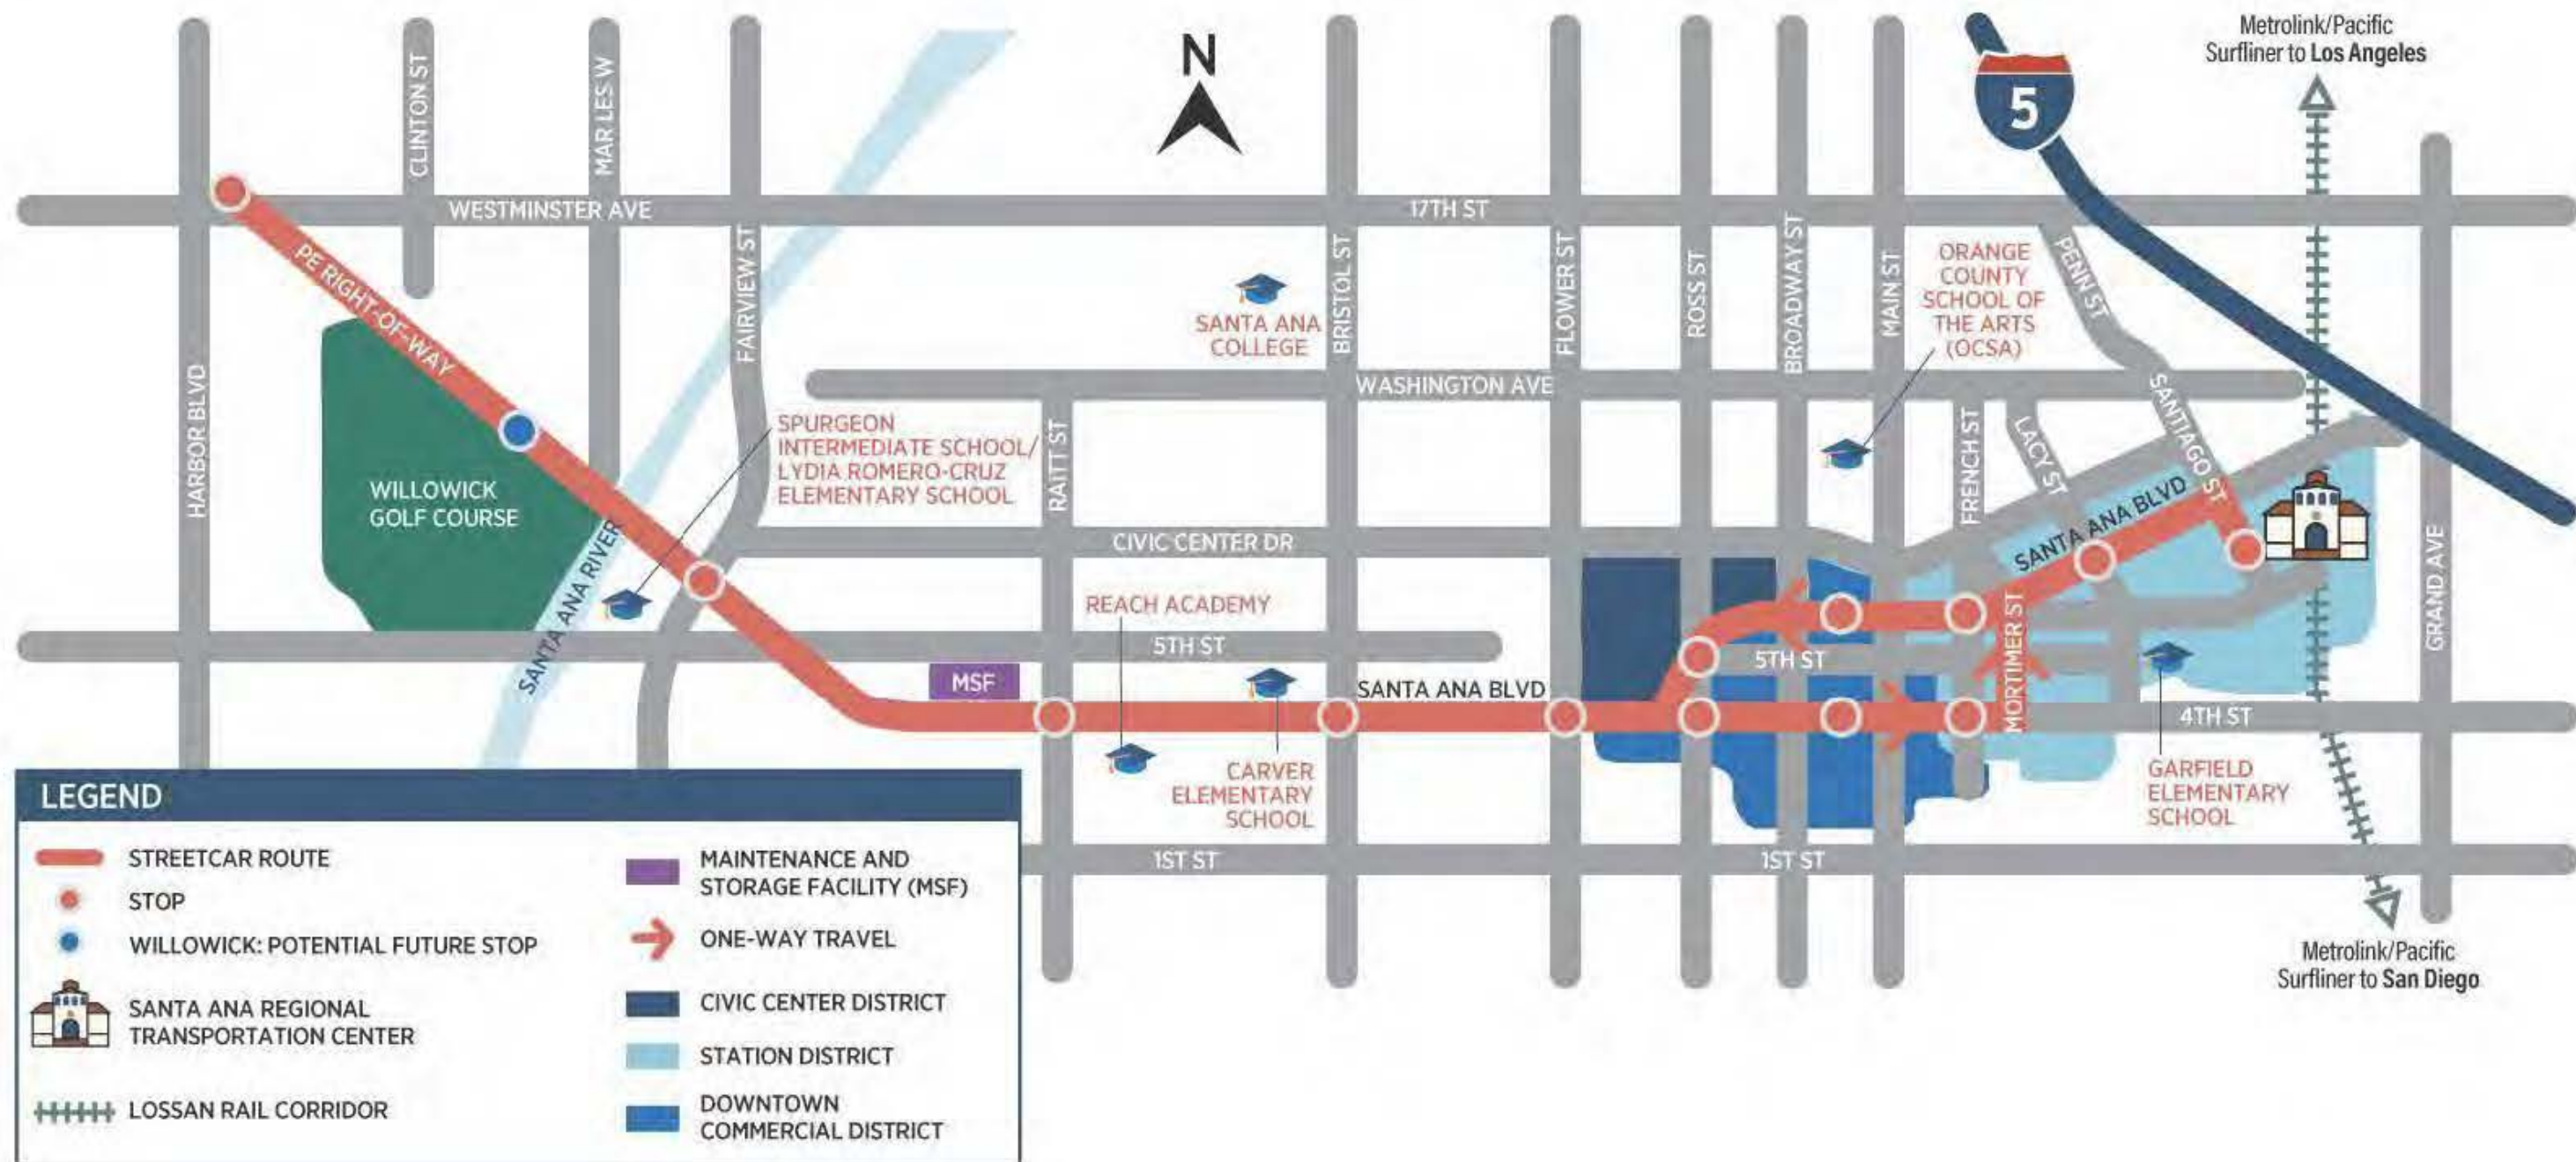 Metrolink/Pacific
Surfliner to Los Angeles
N
5
CLINTON ST
MAR LES W
WESTMINSTER AVE
17TH ST
PE RIGHT-OF-WAY
FAIRVIEW ST
BRISTOL ST
FLOWER ST
ROSS ST
BROADWAY ST
MAIN ST
PENN ST
ORANGE
COUNTY
SCHOOL OF
THE ARTS
(OCSA)
SANTA ANA
COLLEGE
HARBOR BLVD
WASHINGTON AVE
SANTIAGO ST
SPURGEON
INTERMEDIATE SCHOOL/
LYDIA ROMERO-CRUZ
ELEMENTARY SCHOOL
RAITT ST
FRENCH ST
LACY ST
WILLOWICK
GOLF COURSE
SANTA ANA BLVD
CIVIC CENTER DR
SANTA ANA RIVER
GRAND AVE
REACH ACADEMY
MORTIMER ST
5TH ST
5TH ST
MSF
SANTA ANA BLVD
4TH ST
CARVER
ELEMENTARY
SCHOOL
GARFIELD
ELEMENTARY
SCHOOL
1ST ST
1ST ST
Metrolink/Pacific
Surfliner to San Diego
LEGEND
STREETCAR ROUTE
STOP
WILLOWICK: POTENTIAL FUTURE STOP
SANTA ANA REGIONAL
TRANSPORTATION CENTER
LOSSAN RAIL CORRIDOR
MAINTENANCE AND
STORAGE FACILITY (MSF)
ONE-WAY TRAVEL
CIVIC CENTER DISTRICT
STATION DISTRICT
DOWNTOWN
COMMERCIAL DISTRICT